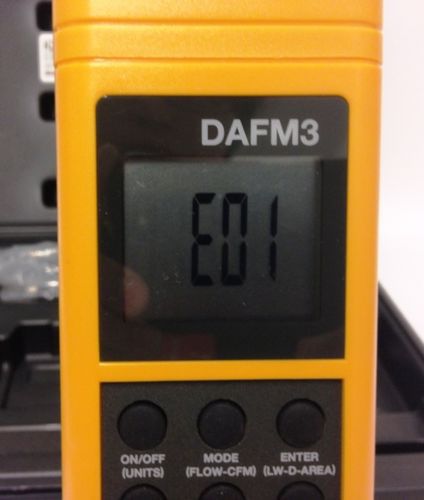 DAFM3
E01
ON/OFF MODE ENTER
(UNITS) (FLOW-CFM) (LW-D-AREA)